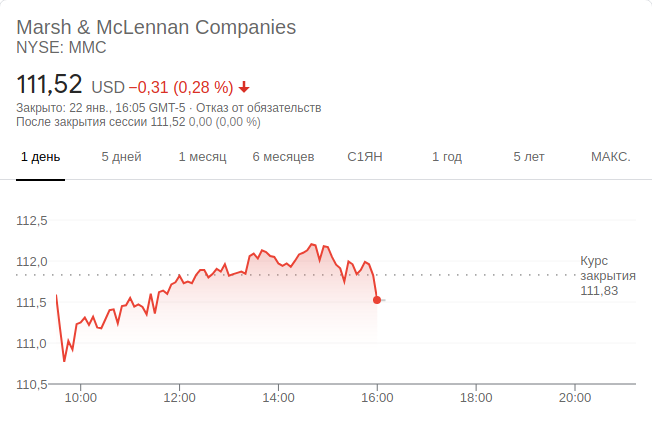 Marsh & McLennan Companies
NYSE: MMC
111,52 USD −0,31 (0,28 %)
Закрыто: 22 янв., 16:05 GMT-5 · Отказ от обязательств
После закрытия сессии 111,52 0,00 (0,00 %)
1 день 5 дней 1 месяц 6 месяцев С1ЯН 1 год 5 лет МАКС.
112,5
112,0
111,5
111,0
110,5
Курс
закрытия
111,83
10:00 12:00 14:00 16:00 18:00 20:00